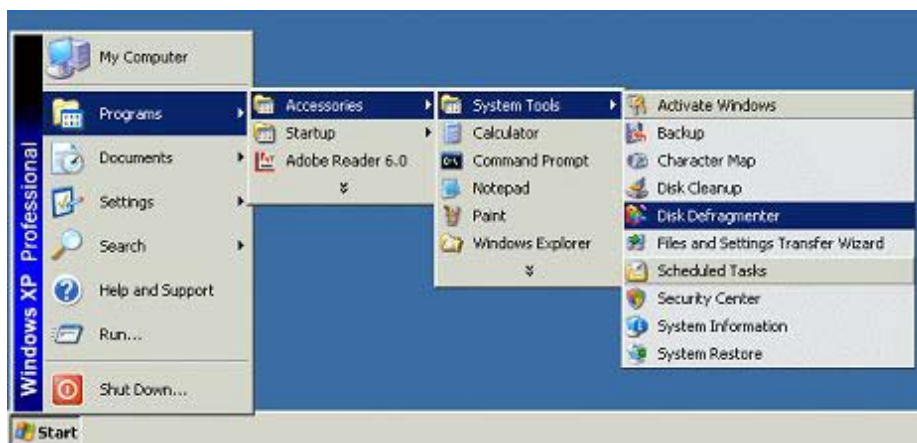 My Computer
Programs
Documents
Settings
Search
Help and Support
Run...
Shut Down...
Windows XP Professional
Start
Accessories
Startup
Adobe Reader 6.0
System Tools
Calculator
Command Prompt
Notepad
Paint
Windows Explorer
Activate Windows
Backup
Character Map
Disk Cleanup
Disk Defragmenter
Files and Settings Transfer Wizard
Scheduled Tasks
Security Center
System Information
System Restore